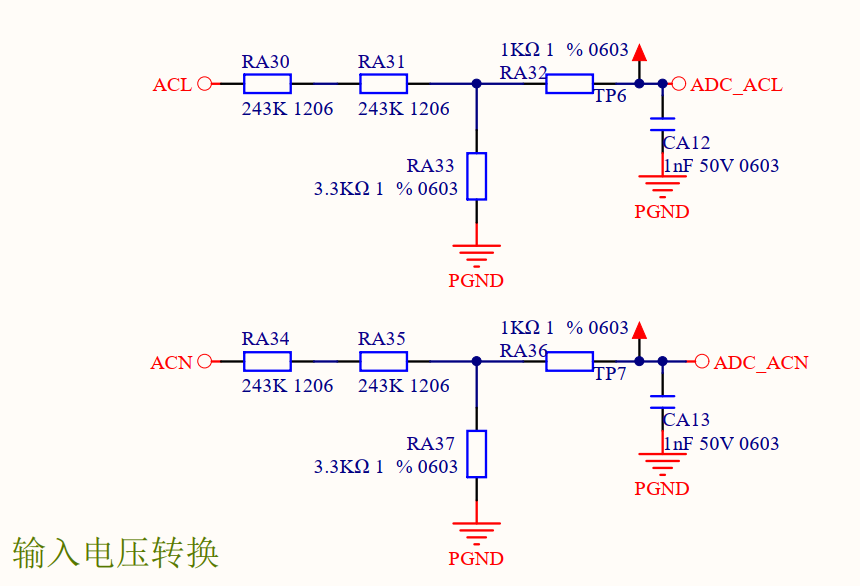 1KΩ 1 % 0603
RA30 RA31 RA32
ACL ADC_ACL
243K 1206 243K 1206 TP6
CA12
RA33 1nF 50V 0603
3.3KΩ 1 % 0603
PGND
PGND
1KΩ 1 % 0603
RA34 RA35 RA36
ACN ADC_ACN
243K 1206 243K 1206 TP7
CA13
RA37 1nF 50V 0603
3.3KΩ 1 % 0603
PGND
输入电压转换
PGND